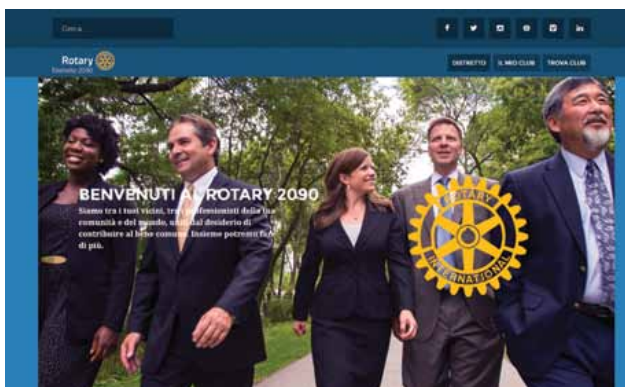 Cerca
Rotary
Distretto 2090
DISTRETTO
IL MIO CLUB
TROVA CLUB
BENVENUTI AL ROTARY 2090
Siamo tra i tuoi vicini, tra i professionisti della tua
comunità e del mondo, uniti dal desiderio di
contribuire al bene comune. Insieme potremo fare
di più.
ROTARY
INTERNATIONAL